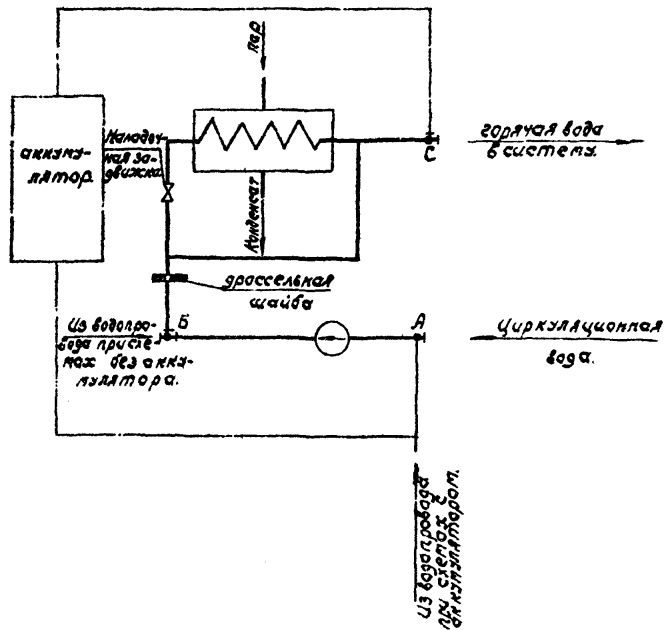 пар
аккуму-
лятор.
Наладоч-
ная за-
движка
Конденсат
С
горячая вода
в систему.
дроссельная
шайба
Из водопро-
вода при схе-
мах без акку-
мулятора.
Б
А
Циркуляционная
вода.
Из водопровода
при схемах с
аккумулятором.